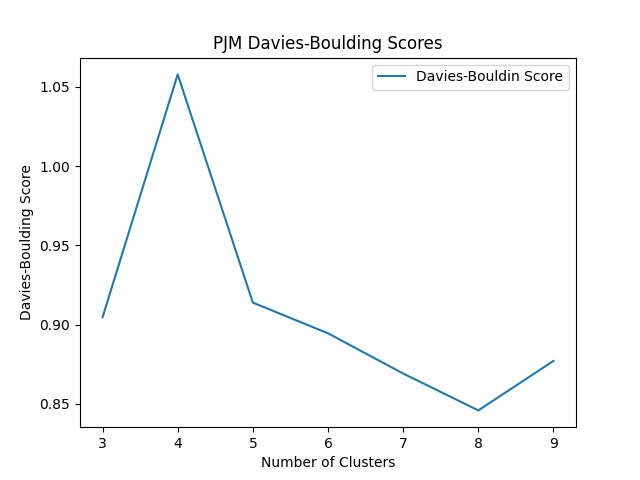 PJM Davies-Boulding Scores
Davies-Bouldin Score
Davies-Boulding Score
1.05
1.00
0.95
0.90
0.85
3 4 5 6 7 8 9
Number of Clusters